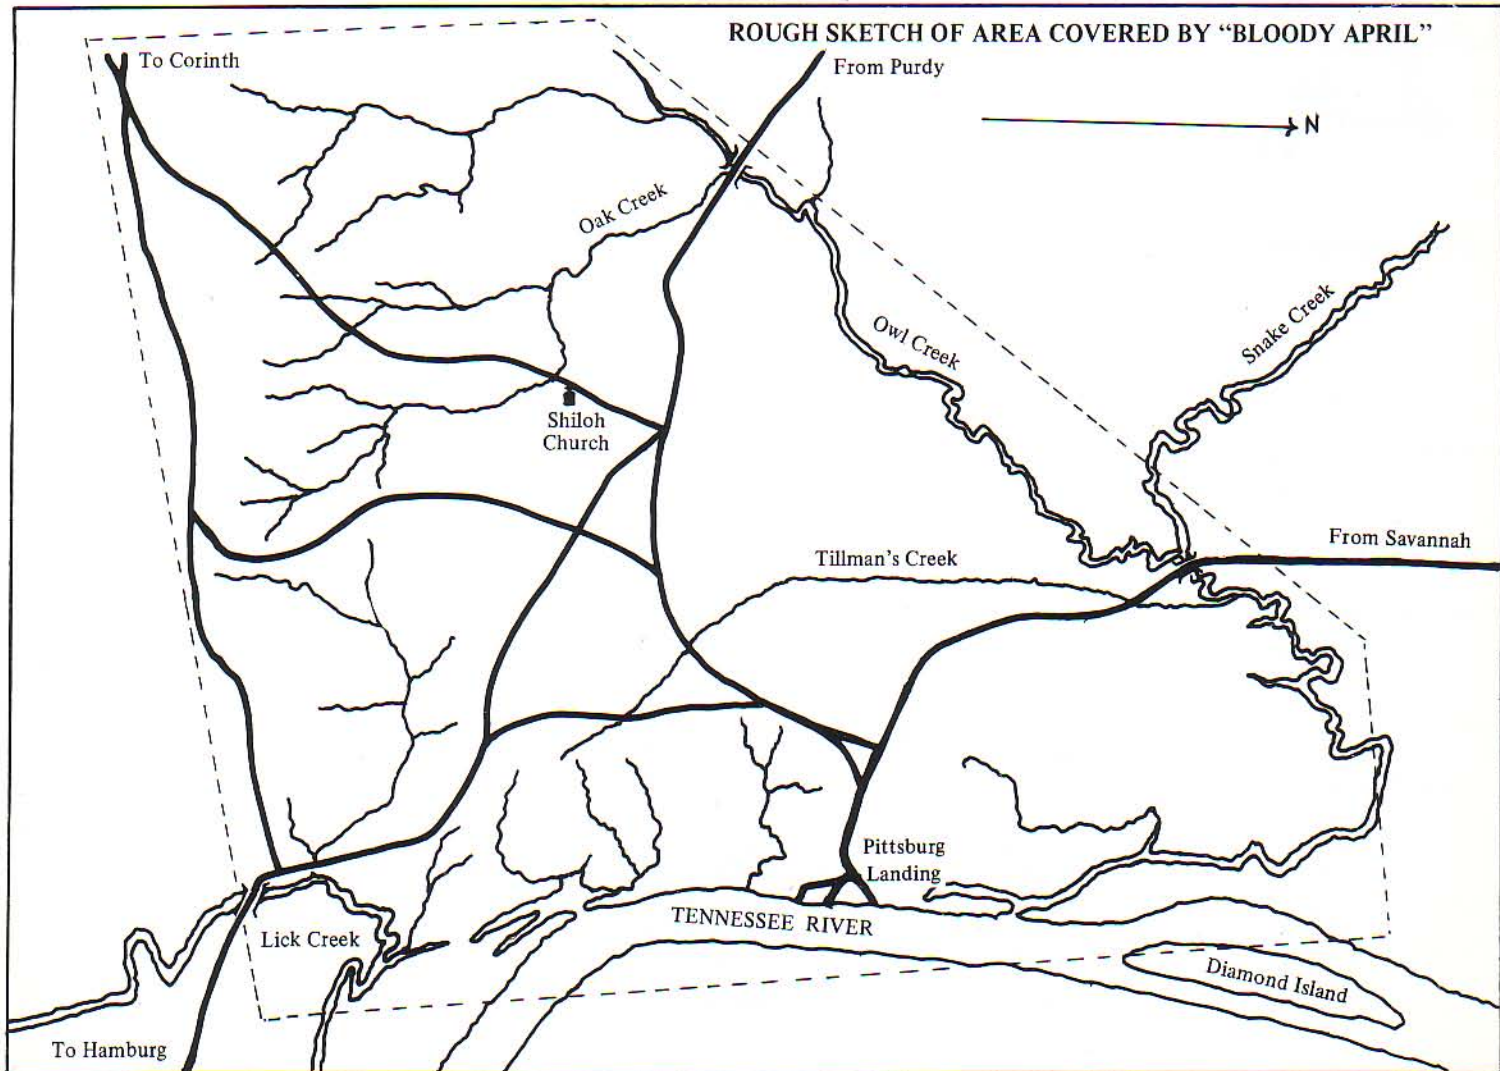 ROUGH SKETCH OF AREA COVERED BY “BLOODY APRIL”
To Corinth
From Purdy
N
Oak Creek
Owl Creek
Snake Creek
Shiloh
Church
From Savannah
Tillman's Creek
Pittsburg
Landing
TENNESSEE RIVER
Lick Creek
Diamond Island
To Hamburg